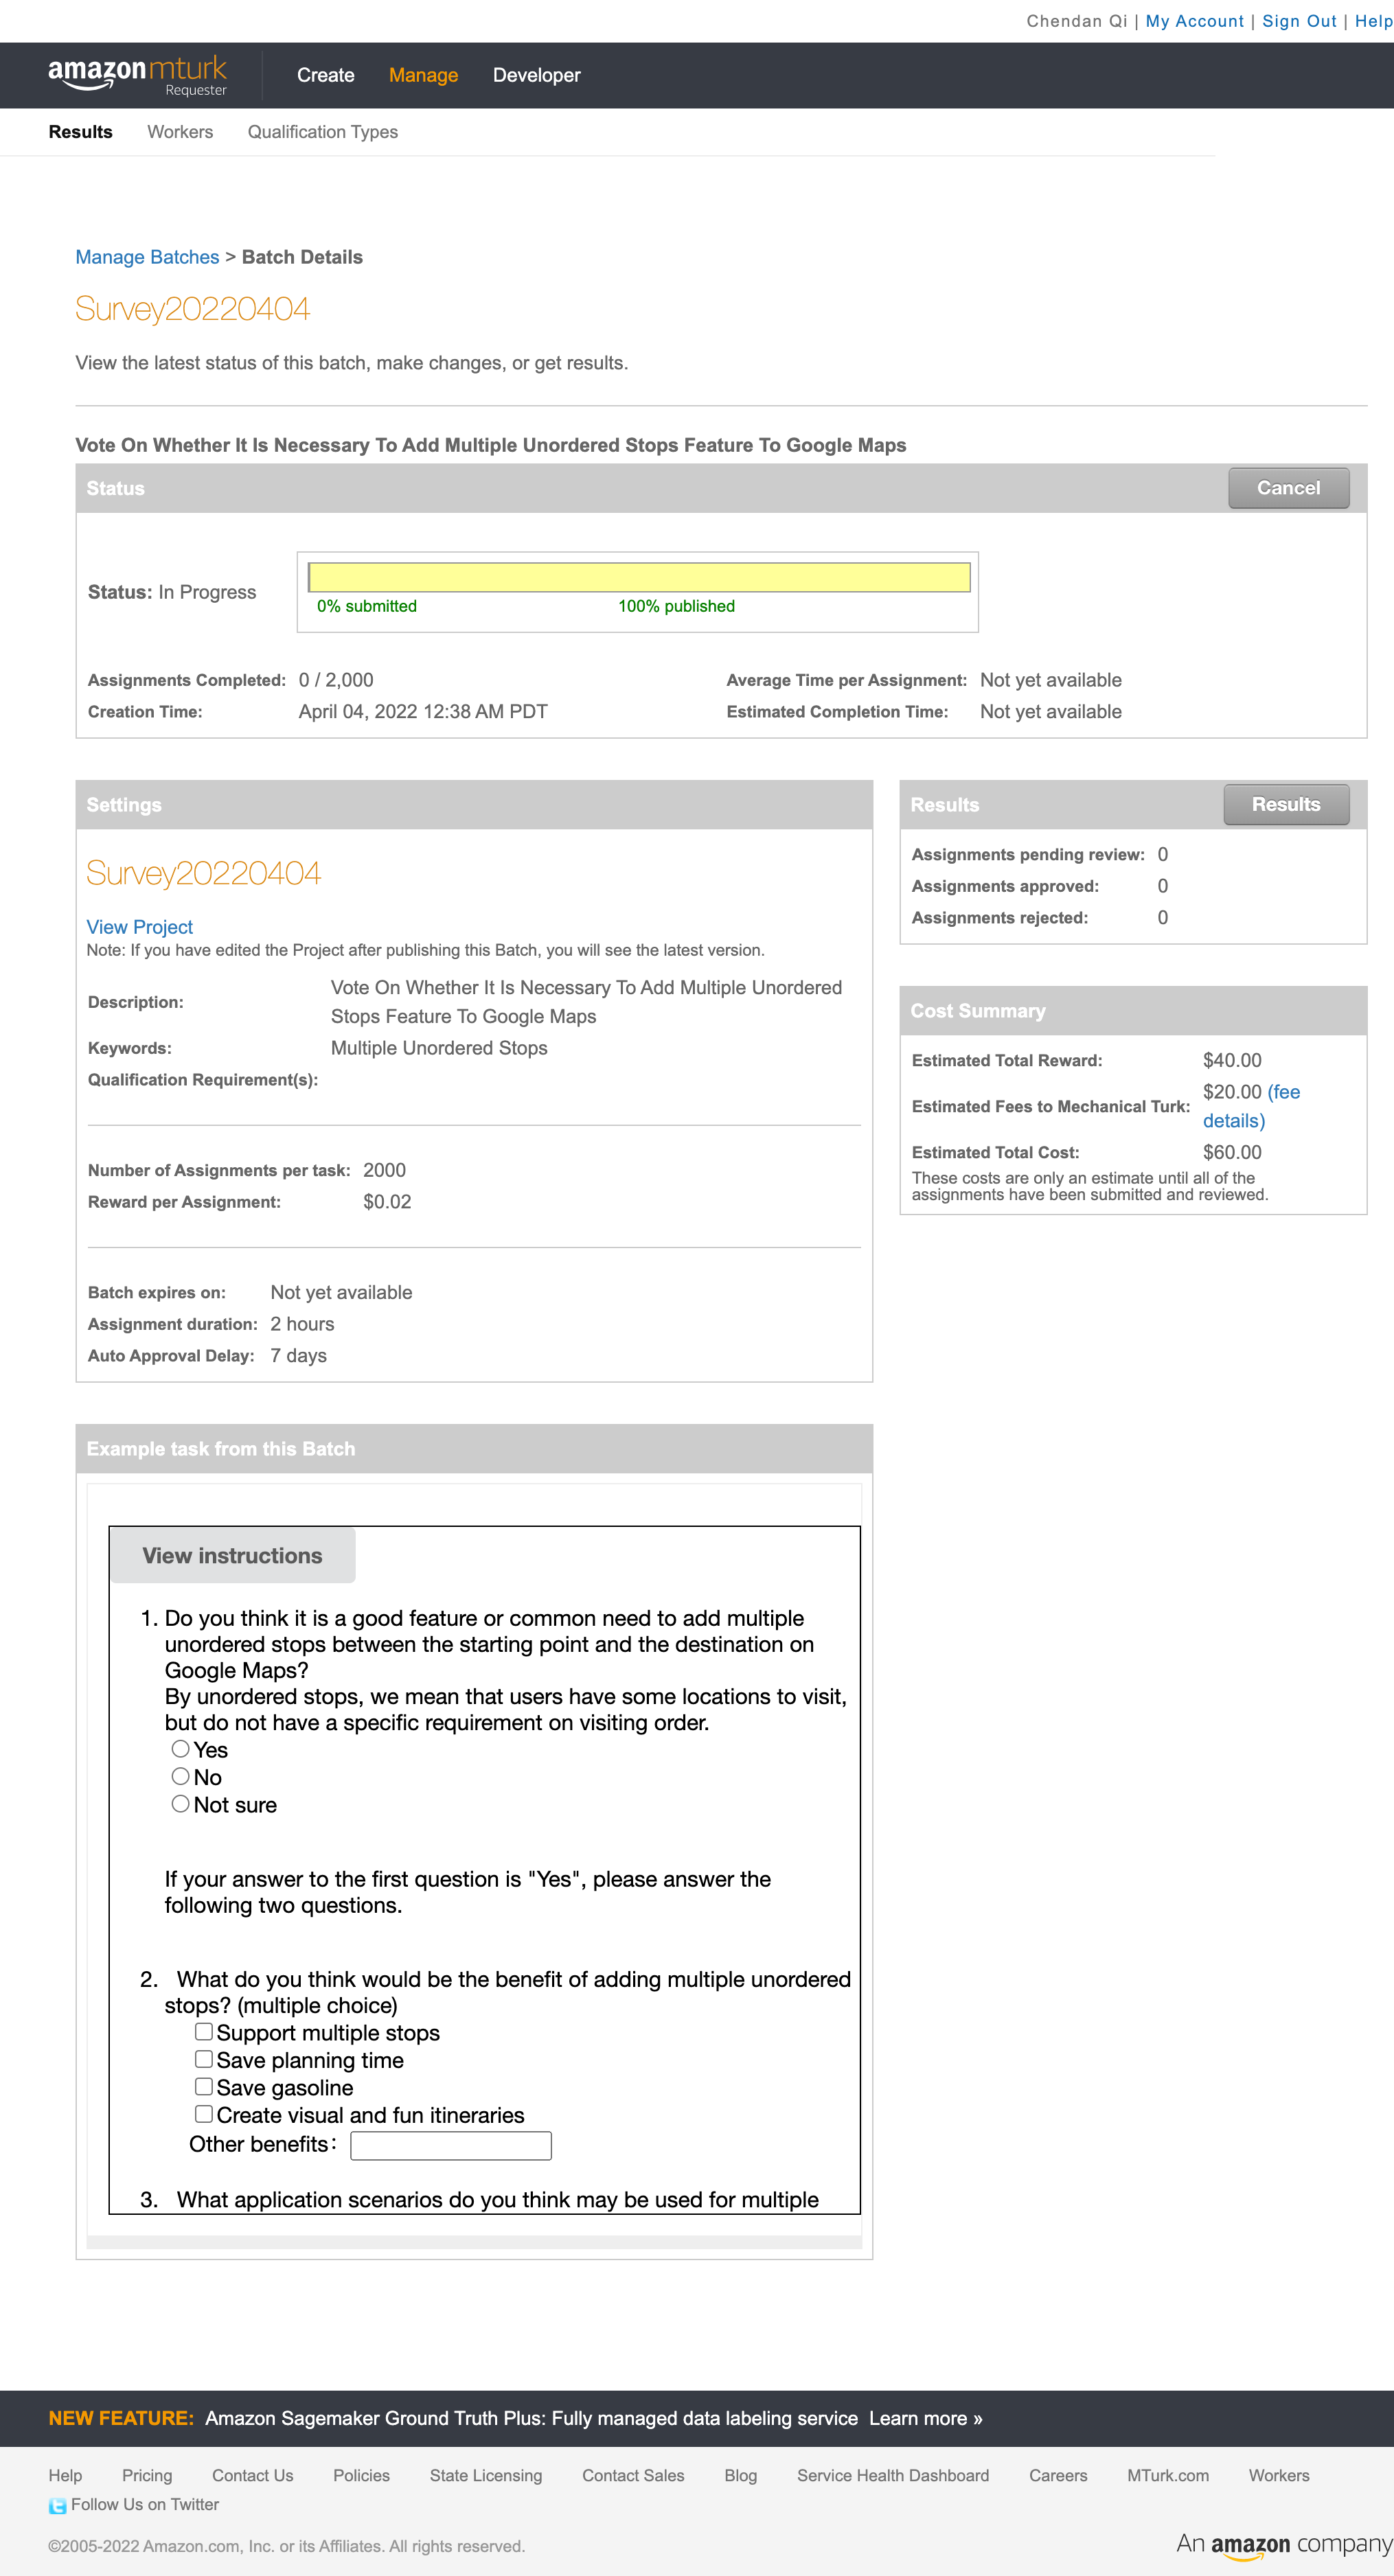 Chendan Qi | My Account | Sign Out | Help
amazon mturk
Requester
Create Manage Developer
Results Workers Qualification Types
Manage Batches > Batch Details
Survey20220404
View the latest status of this batch, make changes, or get results.
Vote On Whether It Is Necessary To Add Multiple Unordered Stops Feature To Google Maps
Status Cancel
Status: In Progress
0% submitted 100% published
Assignments Completed: 0 / 2,000 Average Time per Assignment: Not yet available
Creation Time: April 04, 2022 12:38 AM PDT Estimated Completion Time: Not yet available
Settings
Survey20220404
View Project
Note: If you have edited the Project after publishing this Batch, you will see the latest version.
Description: Vote On Whether It Is Necessary To Add Multiple Unordered
Stops Feature To Google Maps
Keywords: Multiple Unordered Stops
Qualification Requirement(s):
Number of Assignments per task: 2000
Reward per Assignment: $0.02
Batch expires on: Not yet available
Assignment duration: 2 hours
Auto Approval Delay: 7 days
Results Results
Assignments pending review: 0
Assignments approved: 0
Assignments rejected: 0
Cost Summary
Estimated Total Reward: $40.00
Estimated Fees to Mechanical Turk: $20.00 (fee
details)
Estimated Total Cost: $60.00
These costs are only an estimate until all of the
assignments have been submitted and reviewed.
Example task from this Batch
View instructions
1. Do you think it is a good feature or common need to add multiple
unordered stops between the starting point and the destination on
Google Maps?
By unordered stops, we mean that users have some locations to visit,
but do not have a specific requirement on visiting order.
Yes
No
Not sure
If your answer to the first question is "Yes", please answer the
following two questions.
2. What do you think would be the benefit of adding multiple unordered
stops? (multiple choice)
Support multiple stops
Save planning time
Save gasoline
Create visual and fun itineraries
Other benefits：
3. What application scenarios do you think may be used for multiple
NEW FEATURE: Amazon Sagemaker Ground Truth Plus: Fully managed data labeling service Learn more »
Help Pricing Contact Us Policies State Licensing Contact Sales Blog Service Health Dashboard Careers MTurk.com Workers
Follow Us on Twitter
©2005-2022 Amazon.com, Inc. or its Affiliates. All rights reserved.
An amazon company